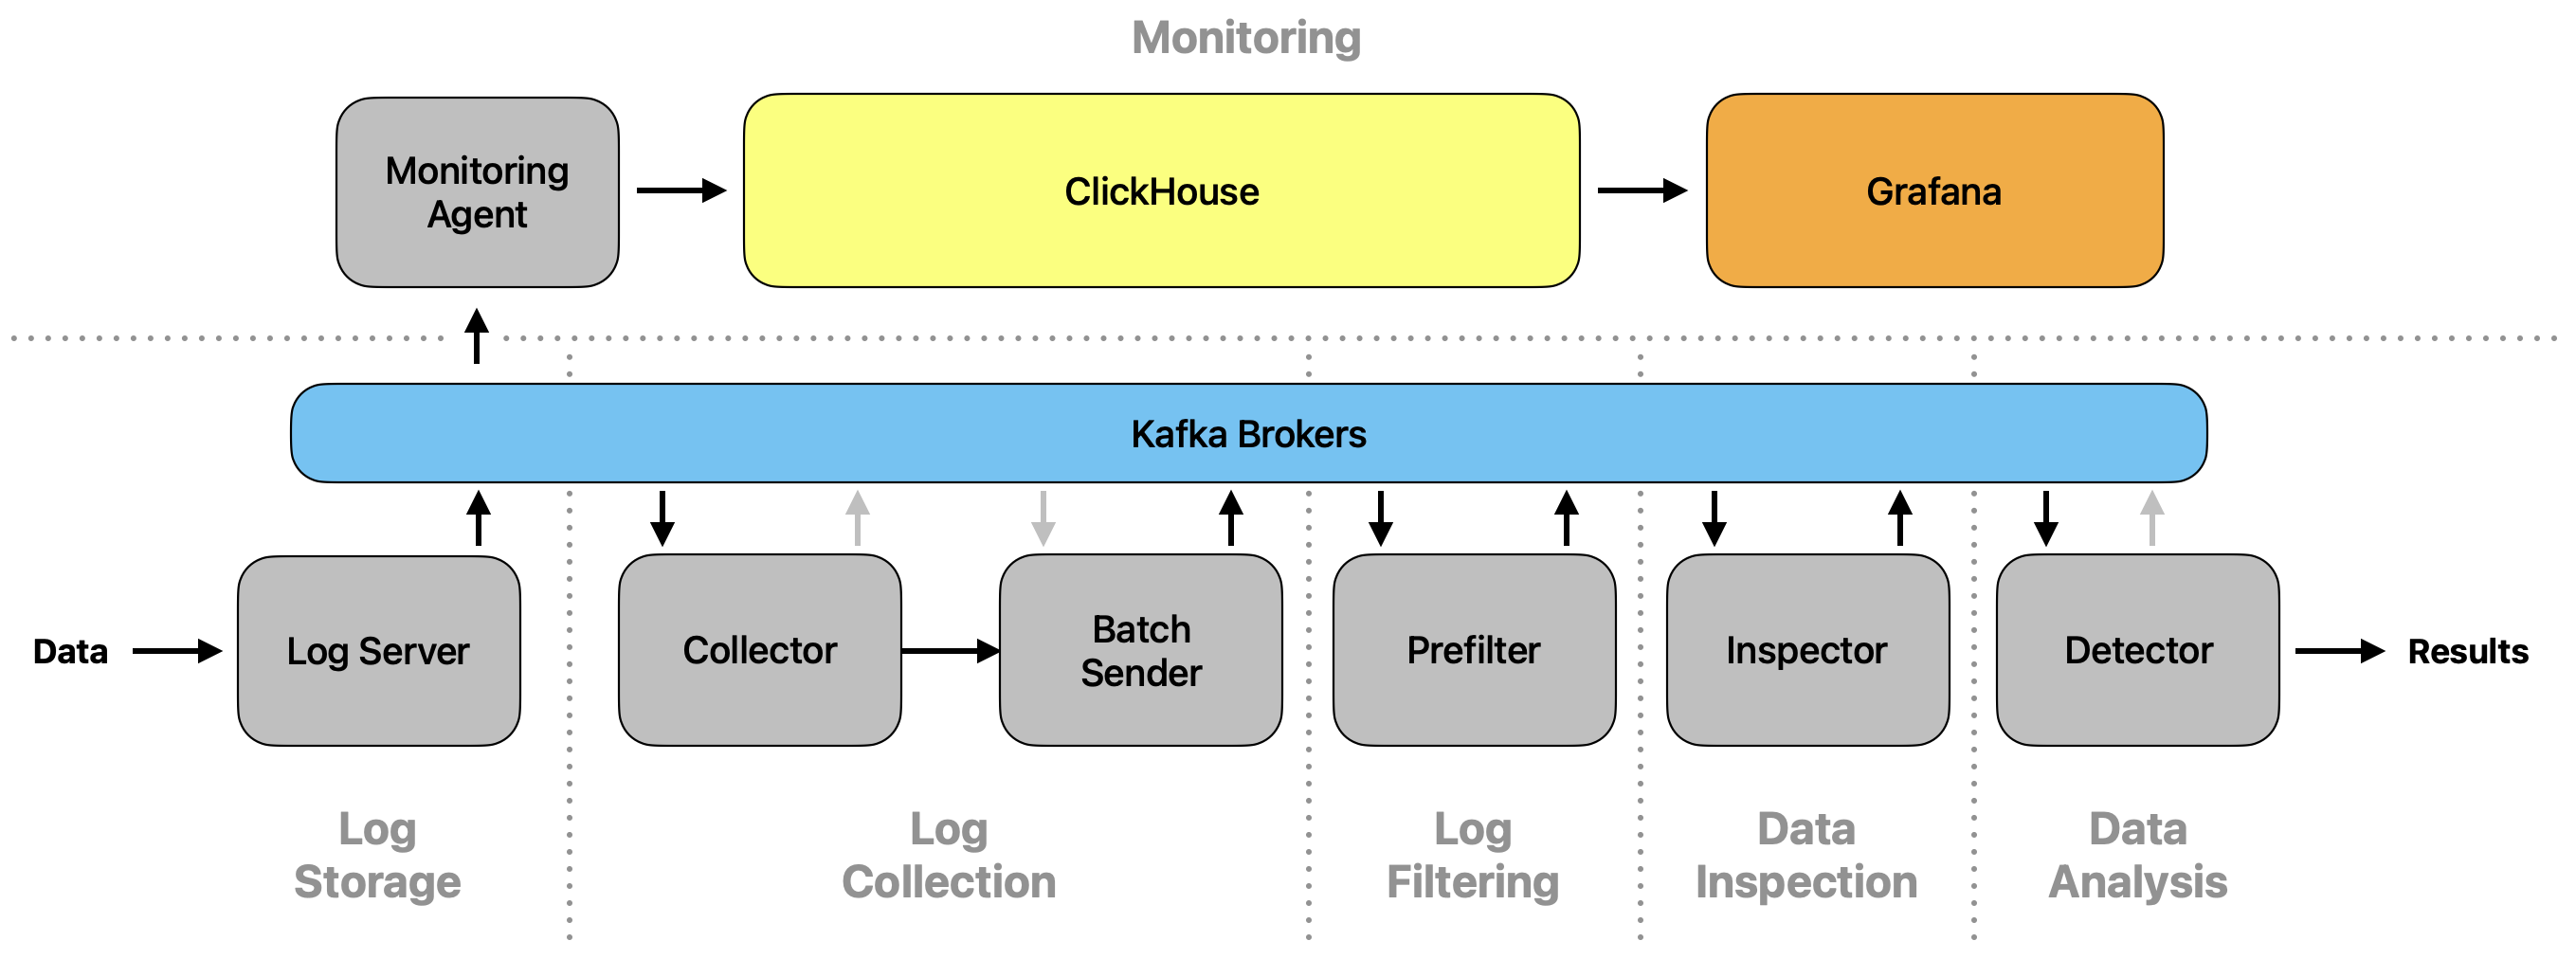 Monitoring
Monitoring
Agent
ClickHouse
Grafana
Kafka Brokers
Data
Log Server
Collector
Batch
Sender
Prefilter
Inspector
Detector
Results
Log
Storage
Log
Collection
Log
Filtering
Data
Inspection
Data
Analysis